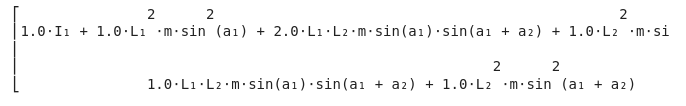 ⎡                2      2                                                2
⎢1.0⋅I₁ + 1.0⋅L₁ ⋅m⋅sin (a₁) + 2.0⋅L₁⋅L₂⋅m⋅sin(a₁)⋅sin(a₁ + a₂) + 1.0⋅L₂ ⋅m⋅si
⎢
⎢                                                         2      2
⎣               1.0⋅L₁⋅L₂⋅m⋅sin(a₁)⋅sin(a₁ + a₂) + 1.0⋅L₂ ⋅m⋅sin (a₁ + a₂)